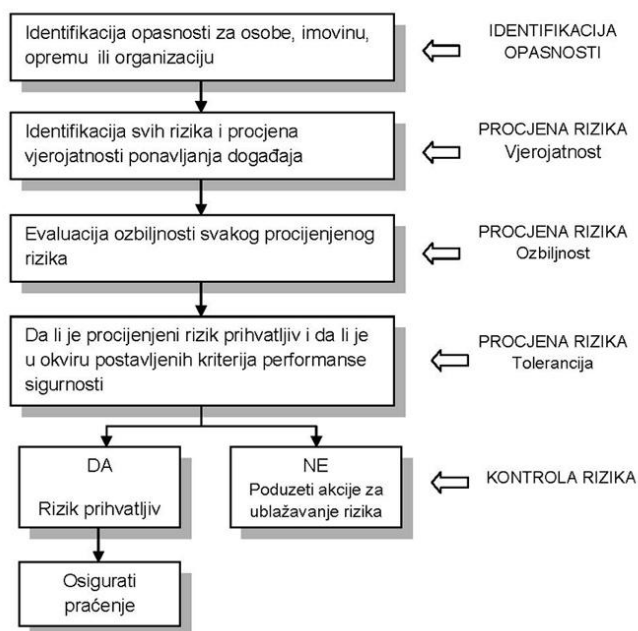 Identifikacija opasnosti za osobe, imovinu,
opremu ili organizaciju
IDENTIFIKACIJA
OPASNOSTI
Identifikacija svih rizika i procjena
vjerojatnosti ponavljanja događaja
PROCJENA RIZIKA
Vjerojatnost
Evaluacija ozbiljnosti svakog procijenjenog
rizika
PROCJENA RIZIKA
Ozbiljnost
Da li je procijenjeni rizik prihvatljiv i da li je
u okviru postavljenih kriterija performanse
sigurnosti
PROCJENA RIZIKA
Tolerancija
DA
Rizik prihvatljiv
NE
Poduzeti akcije za
ublažavanje rizika
KONTROLA RIZIKA
Osigurati
praćenje